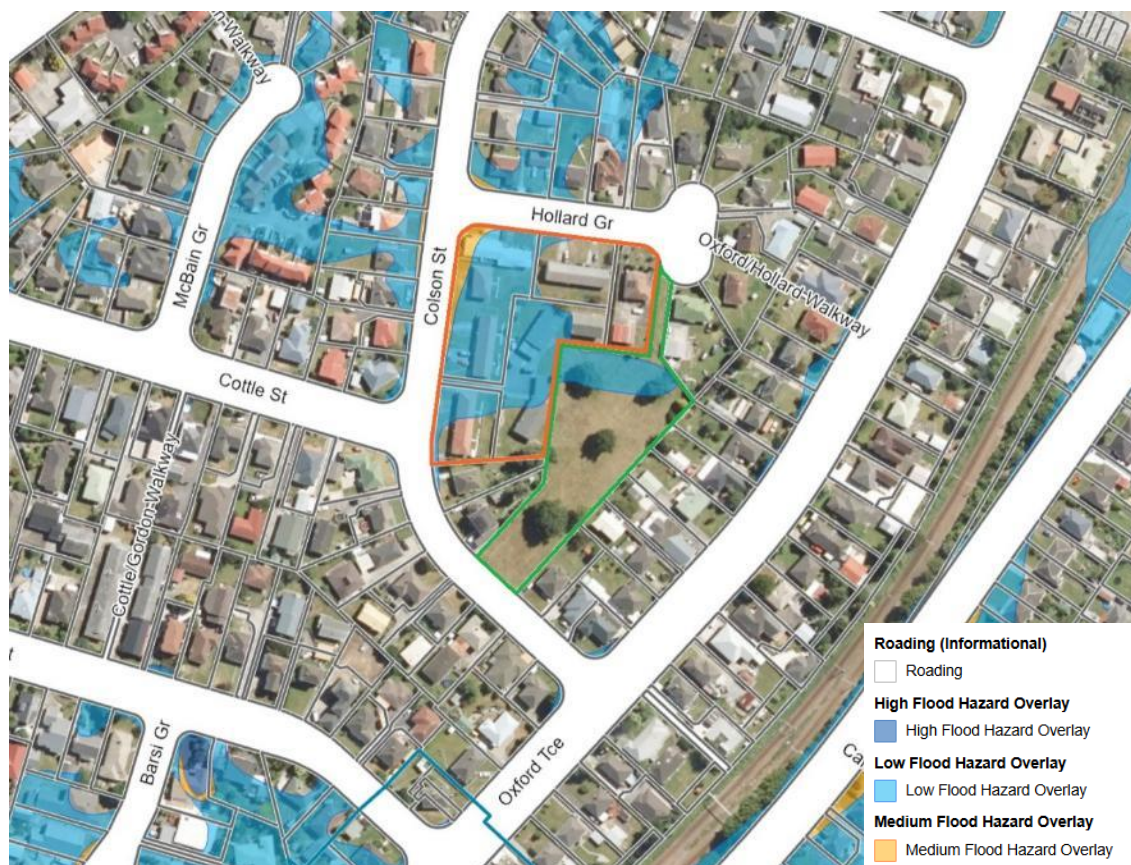 n-Walkway
Hollard Gr
Oxford/Hollard-Walkway
McBain Gr
Colson St
Cottle St
Cottle/Gordon-Walkway
Barsi Gr
Oxford Tce
Ca
t
Roading (Informational)
Roading
High Flood Hazard Overlay
High Flood Hazard Overlay
Low Flood Hazard Overlay
Low Flood Hazard Overlay
Medium Flood Hazard Overlay
Medium Flood Hazard Overlay